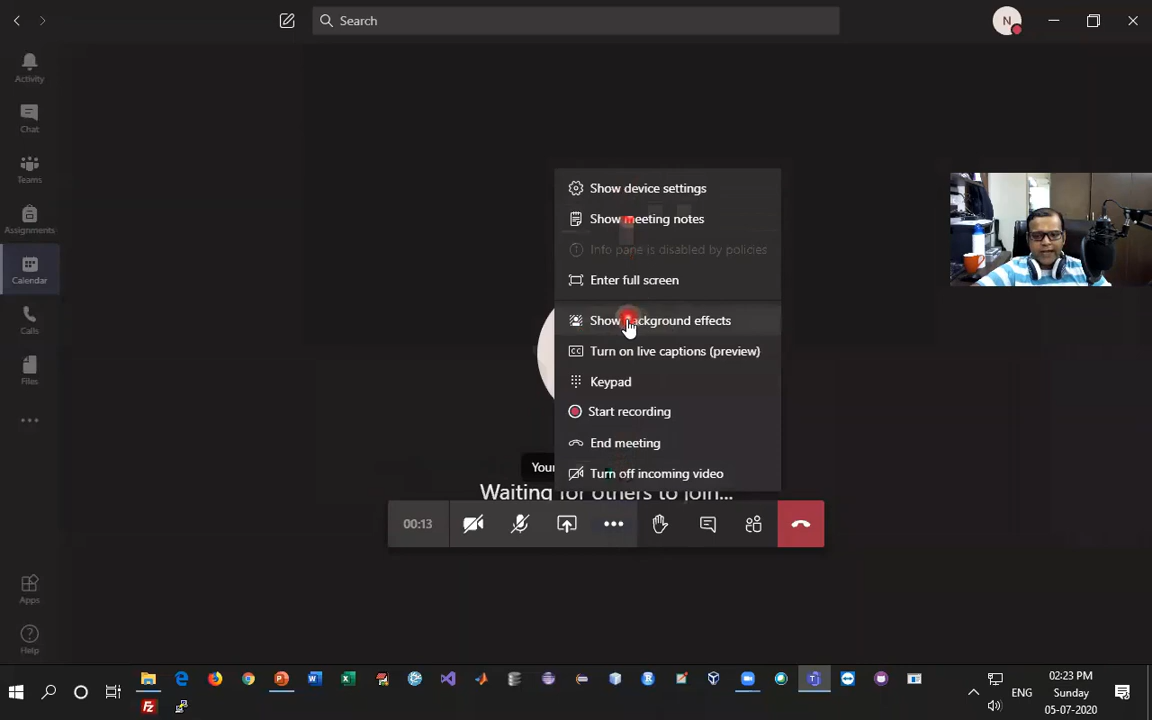 Search
N
Activity
Chat
Teams
Assignments
Calendar
Calls
Files
Apps
Help
Show device settings
Show meeting notes
Info pane is disabled by policies
Enter full screen
Show background effects
CC Turn on live captions (preview)
Keypad
Start recording
End meeting
Turn off incoming video
Your
Waiting for others to join...
00:13
ENG
02:23 PM
Sunday
05-07-2020